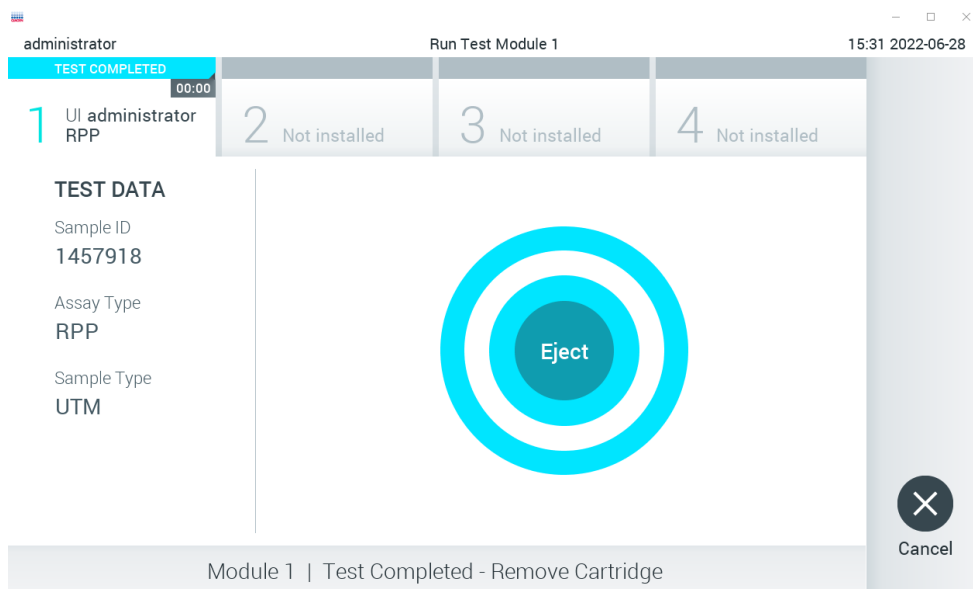 administrator Run Test Module 1 15:31 2022-06-28
TEST COMPLETED
00:00
1 UI administrator
RPP
2 Not installed
3 Not installed
4 Not installed
TEST DATA
Sample ID
1457918
Assay Type
RPP
Sample Type
UTM
Eject
Cancel
Module 1 | Test Completed - Remove Cartridge